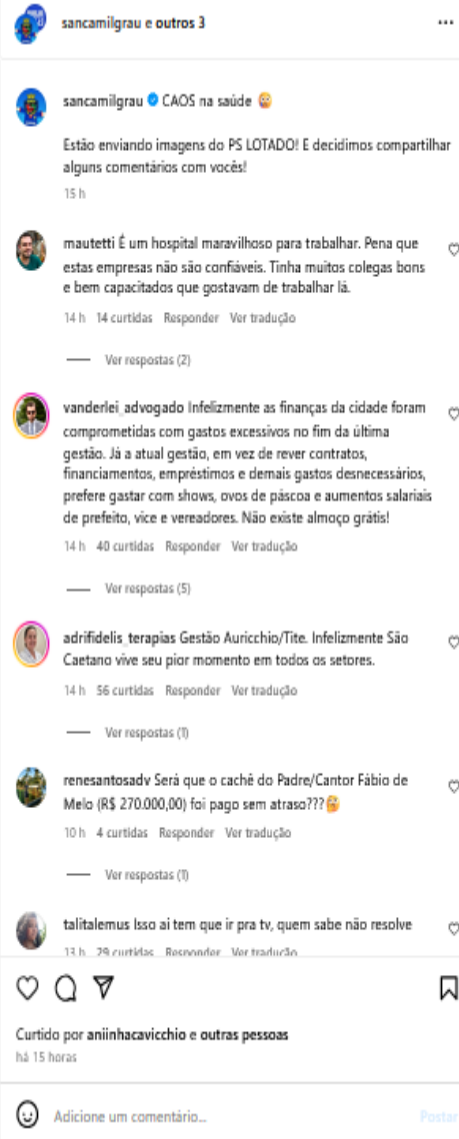 sancamilgrau e outros 3
sancamilgrau CAOS na saúde
Estão enviando imagens do PS LOTADO! E decidimos compartilhar
alguns comentários com vocês!
15 h
mautetti É um hospital maravilhoso para trabalhar. Pena que
estas empresas não são confiáveis. Tinha muitos colegas bons
e bem capacitados que gostavam de trabalhar lá.
14 h 14 curtidas Responder Ver tradução
Ver respostas (2)
vanderlei_advogado Infelizmente as finanças da cidade foram
comprometidas com gastos excessivos no fim da última
gestão. Já a atual gestão, em vez de rever contratos,
financiamentos, empréstimos e demais gastos desnecessários,
prefere gastar com shows, ovos de páscoa e aumentos salariais
de prefeito, vice e vereadores. Não existe almoço grátis!
14 h 40 curtidas Responder Ver tradução
Ver respostas (5)
adrifidelis_terapias Gestão Auricchio/Tite. Infelizmente São
Caetano vive seu pior momento em todos os setores.
14 h 56 curtidas Responder Ver tradução
Ver respostas (1)
renesantosadv Será que o cachê do Padre/Cantor Fábio de
Melo (R$ 270.000,00) foi pago sem atraso???
10 h 4 curtidas Responder Ver tradução
Ver respostas (1)
talitalemus Isso ai tem que ir pra tv, quem sabe não resolve
13 h 29 curtidas Responder Ver tradução
Curtido por aniinhacavicchio e outras pessoas
há 15 horas
Adicione um comentário...
Postar